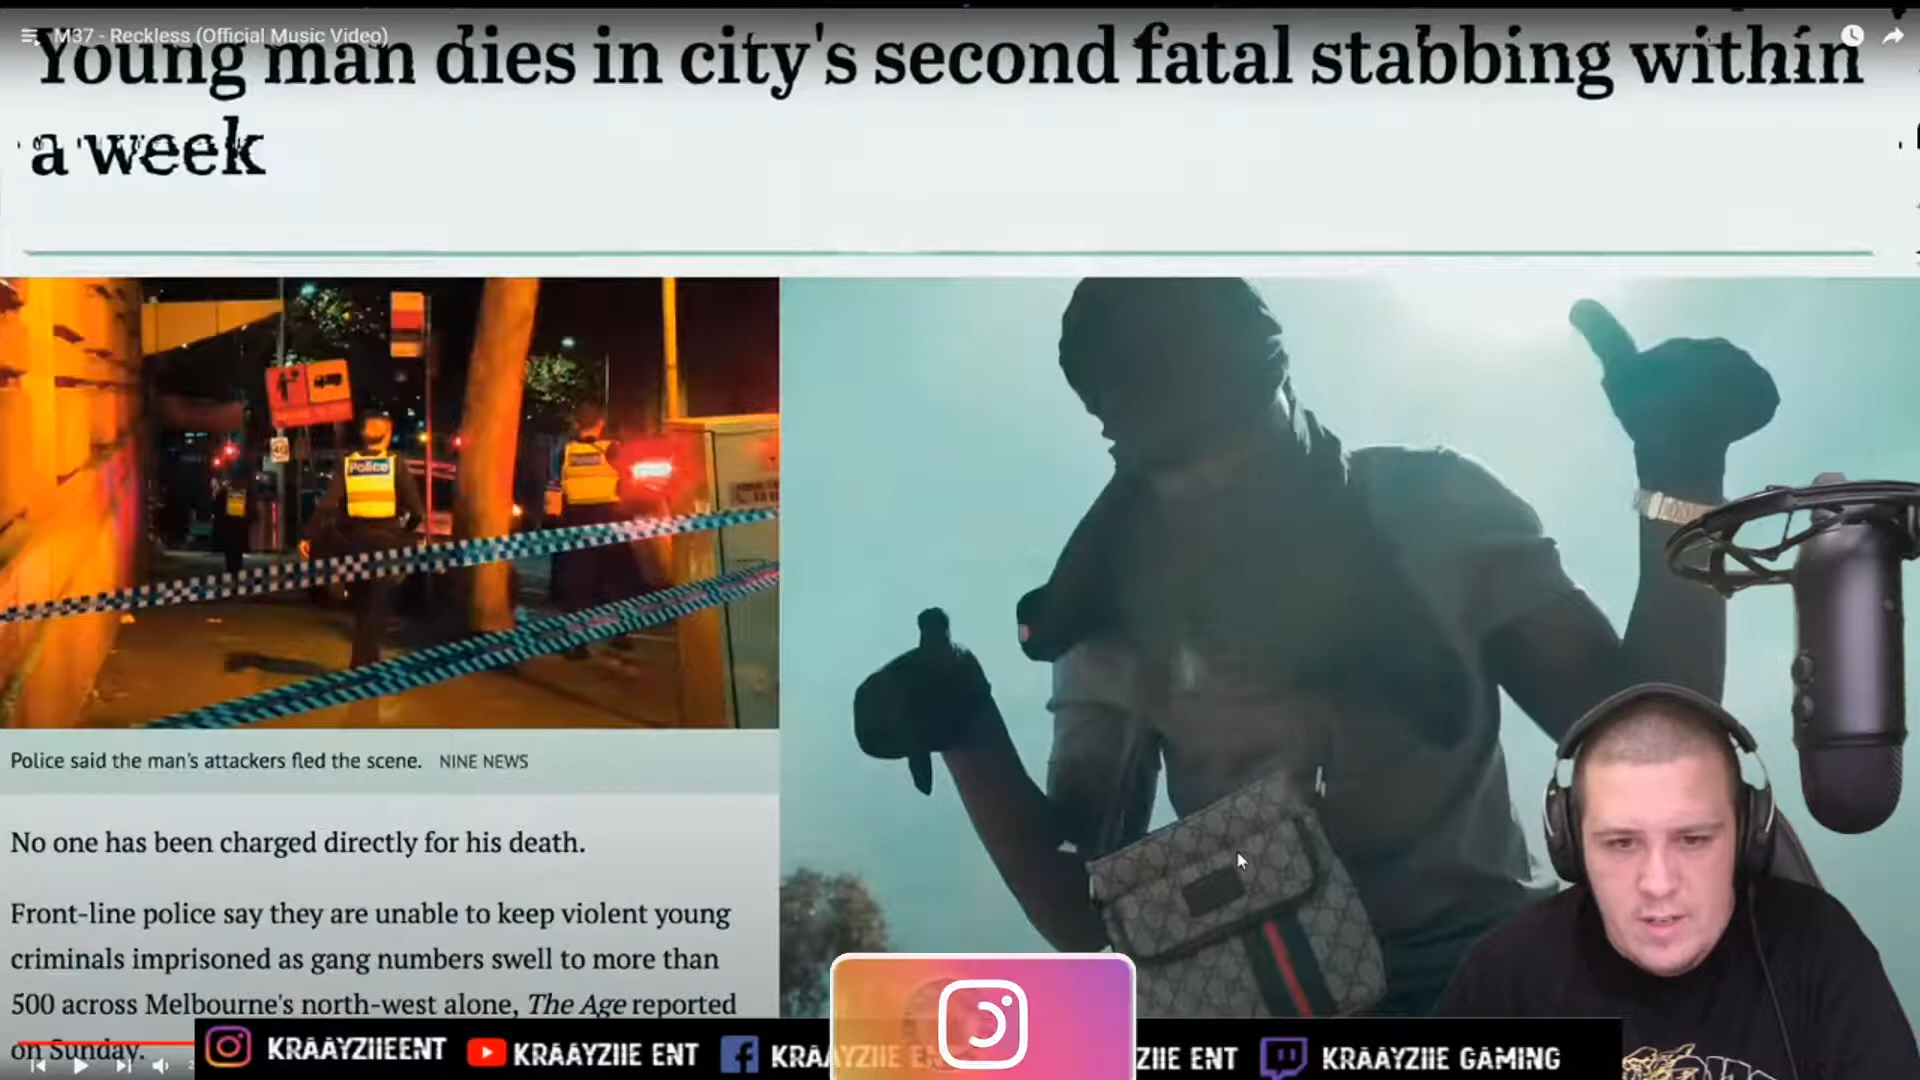 M37 - Reckless (Official Music Video)
Young man dies in city's second fatal stabbing within
a week
Police
40
Police said the man's attackers fled the scene. NINE NEWS
No one has been charged directly for his death.
Front-line police say they are unable to keep violent young
criminals imprisoned as gang numbers swell to more than
500 across Melbourne's north-west alone, The Age reported
on Sunday.
KRAAYZIIEENT
KRAAYZIIE ENT
KRAAYZIIE E
ZIIE ENT
KRAAYZIIE GAMING